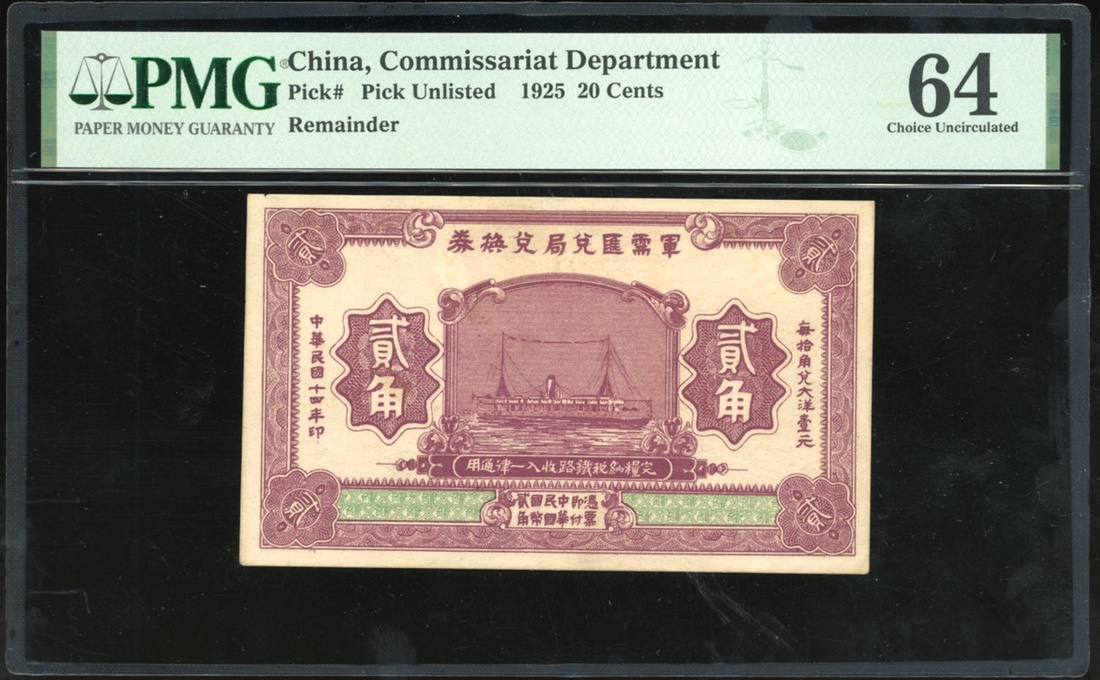 PMG®
PAPER MONEY GUARANTY
China, Commissariat Department
Pick# Pick Unlisted 1925 20 Cents
Remainder
64
Choice Uncirculated
軍需匯兌局兌換券
貳
貳
貳角
貳角
每拾角兌大洋壹元
中華民國十四年印
完糧納稅鐵路收入一律通用
憑票即付中華民國國幣貳角
貳
貳